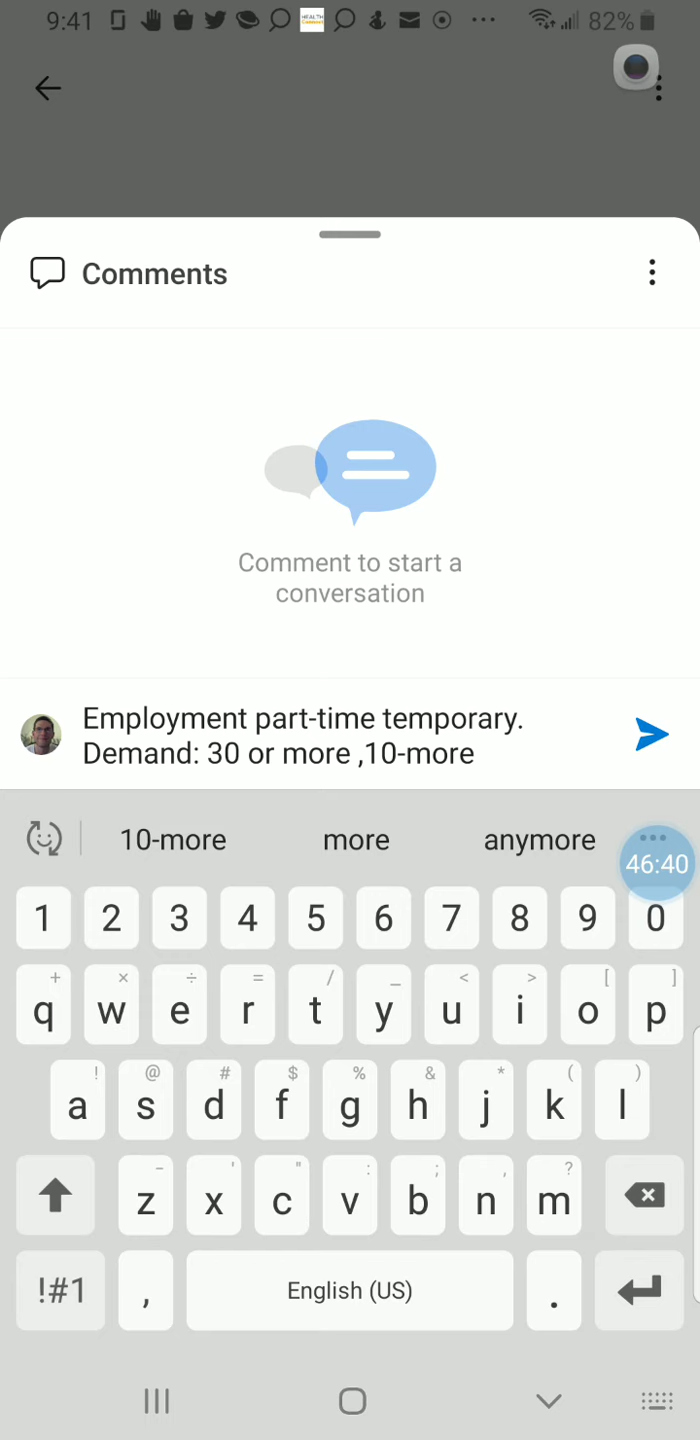 9:41 82%
Comments
Comment to start a
conversation
Employment part-time temporary.
Demand: 30 or more ,10-more
10-more more anymore
46:40
1 2 3 4 5 6 7 8 9 0
+ × ÷ = / _ < > [ ]
q w e r t y u i o p
! @ # $ % & * ( )
a s d f g h j k l
- ' " : ; , ?
z x c v b n m
!#1 , English (US) .